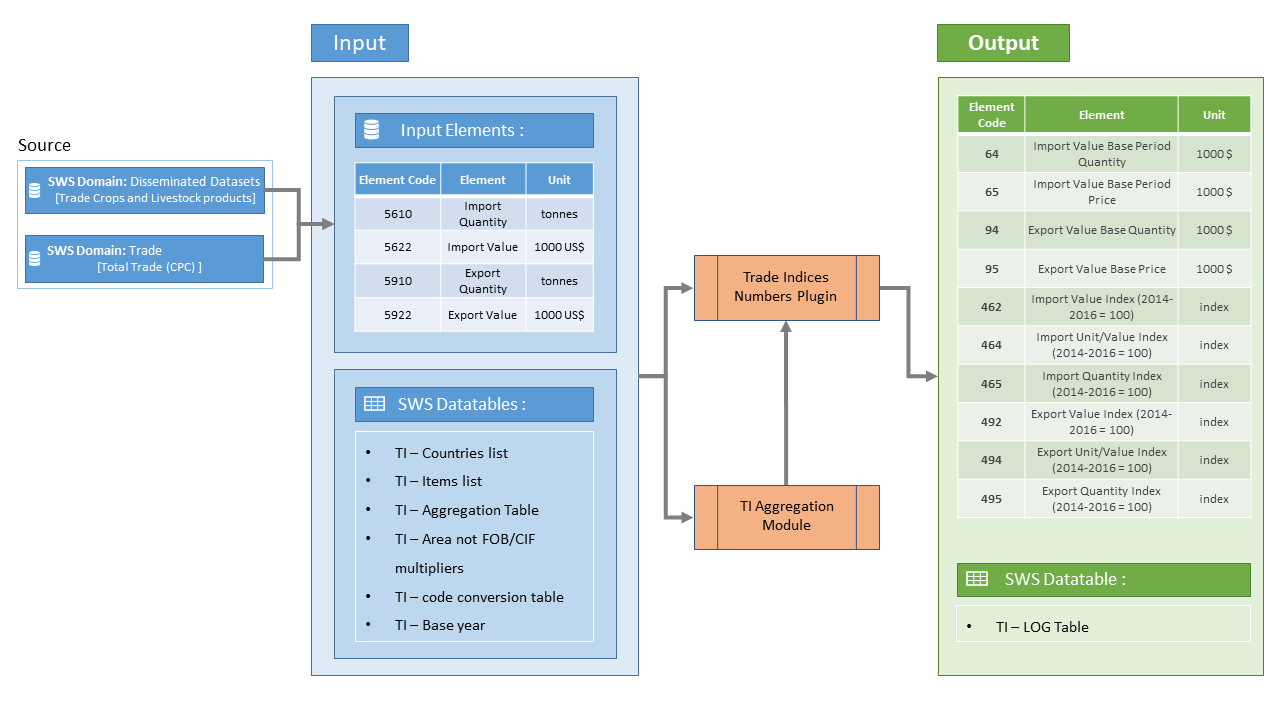 Input
Output
Source
SWS Domain: Disseminated Datasets
[Trade Crops and Livestock products]
SWS Domain: Trade
[Total Trade (CPC) ]
Input Elements :
Element Code
Element
Unit
5610
Import
Quantity
tonnes
5622
Import Value
1000 US$
5910
Export
Quantity
tonnes
5922
Export Value
1000 US$
SWS Datatables :
• TI – Countries list
• TI – Items list
• TI – Aggregation Table
• TI – Area not FOB/CIF
multipliers
• TI – code conversion table
• TI – Base year
Trade Indices
Numbers Plugin
TI Aggregation
Module
Element
Code
Element
Unit
64
Import Value Base Period
Quantity
1000 $
65
Import Value Base Period
Price
1000 $
94
Export Value Base Quantity
1000 $
95
Export Value Base Price
1000 $
462
Import Value Index (2014-
2016 = 100)
index
464
Import Unit/Value Index
(2014-2016 = 100)
index
465
Import Quantity Index
(2014-2016 = 100)
index
492
Export Value Index (2014-
2016 = 100)
index
494
Export Unit/Value Index
(2014-2016 = 100)
index
495
Export Quantity Index
(2014-2016 = 100)
index
SWS Datatable :
• TI – LOG Table